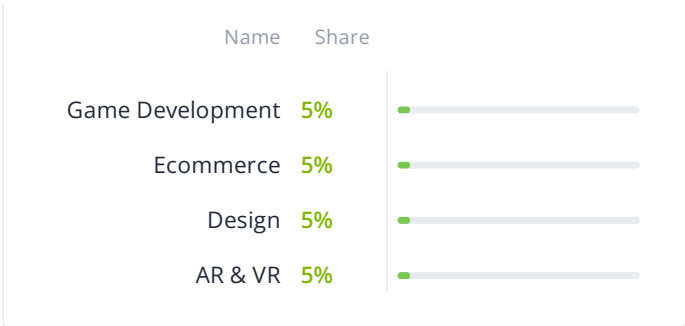 Name Share
Game Development 5%
Ecommerce 5%
Design 5%
AR & VR 5%